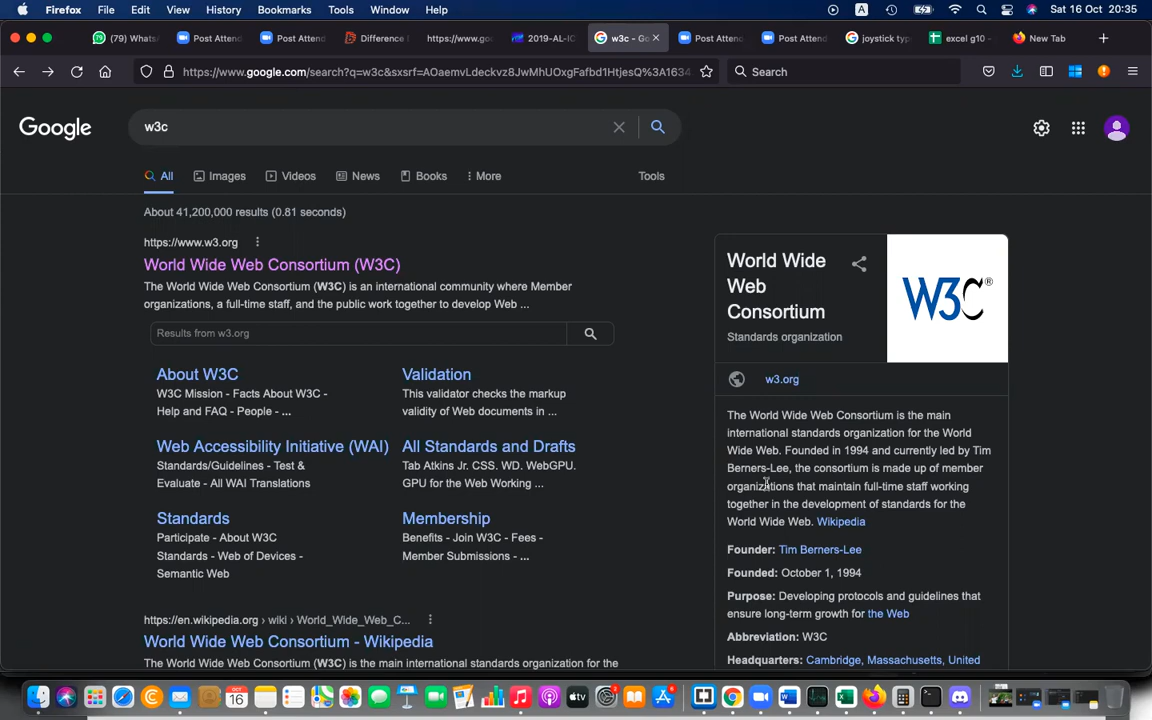 Firefox File Edit View History Bookmarks Tools Window Help A Sat 16 Oct 20:35
(79) Whats Post Attend Post Attend Difference https://www.goo 2019-AL-IC w3c - Go Post Attend Post Attend joystick typ excel g10 - New Tab
https://www.google.com/search?q=w3c&sxsrf=AOaemvLdeckvz8JwMhUOxgFafbd1HtjesQ%3A1634 Search
Google w3c
All Images Videos News Books More Tools
About 41,200,000 results (0.81 seconds)
https://www.w3.org
World Wide Web Consortium (W3C)
The World Wide Web Consortium (W3C) is an international community where Member
organizations, a full-time staff, and the public work together to develop Web ...
Results from w3.org
About W3C
W3C Mission - Facts About W3C -
Help and FAQ - People - ...
Validation
This validator checks the markup
validity of Web documents in ...
Web Accessibility Initiative (WAI)
Standards/Guidelines - Test &
Evaluate - All WAI Translations
All Standards and Drafts
Tab Atkins Jr. CSS. WD. WebGPU.
GPU for the Web Working ...
Standards
Participate - About W3C
Standards - Web of Devices -
Semantic Web
Membership
Benefits - Join W3C - Fees -
Member Submissions - ...
https://en.wikipedia.org › wiki › World_Wide_Web_C...
World Wide Web Consortium - Wikipedia
The World Wide Web Consortium (W3C) is the main international standards organization for the
World Wide
Web
Consortium
Standards organization
W3C®
w3.org
The World Wide Web Consortium is the main
international standards organization for the World
Wide Web. Founded in 1994 and currently led by Tim
Berners-Lee, the consortium is made up of member
organizations that maintain full-time staff working
together in the development of standards for the
World Wide Web. Wikipedia
Founder: Tim Berners-Lee
Founded: October 1, 1994
Purpose: Developing protocols and guidelines that
ensure long-term growth for the Web
Abbreviation: W3C
Headquarters: Cambridge, Massachusetts, United